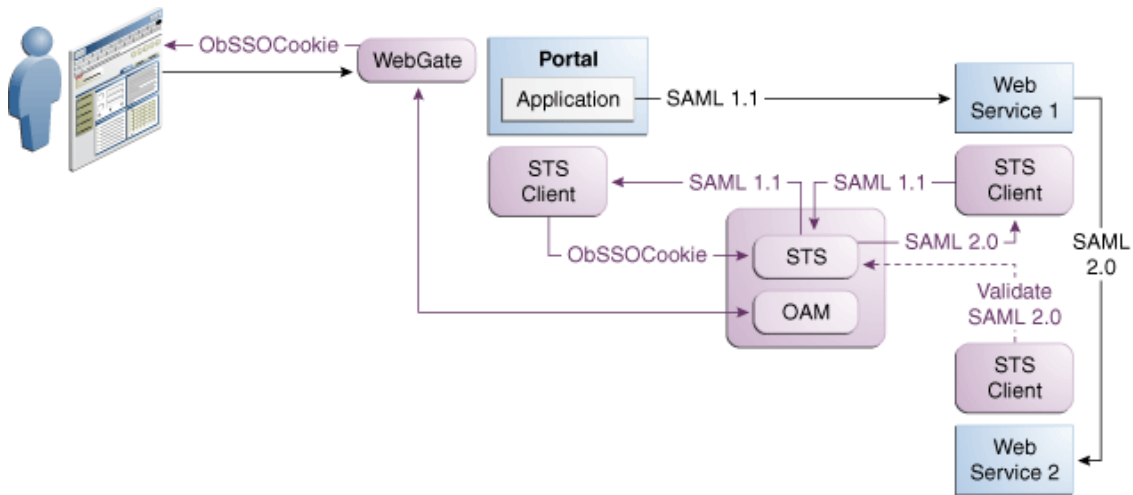 ObSSOCookie
WebGate
Portal
Application
SAML 1.1
Web
Service 1
STS
Client
SAML 1.1
SAML 1.1
STS
Client
ObSSOCookie
STS
SAML 2.0
SAML
2.0
OAM
Validate
SAML 2.0
STS
Client
Web
Service 2